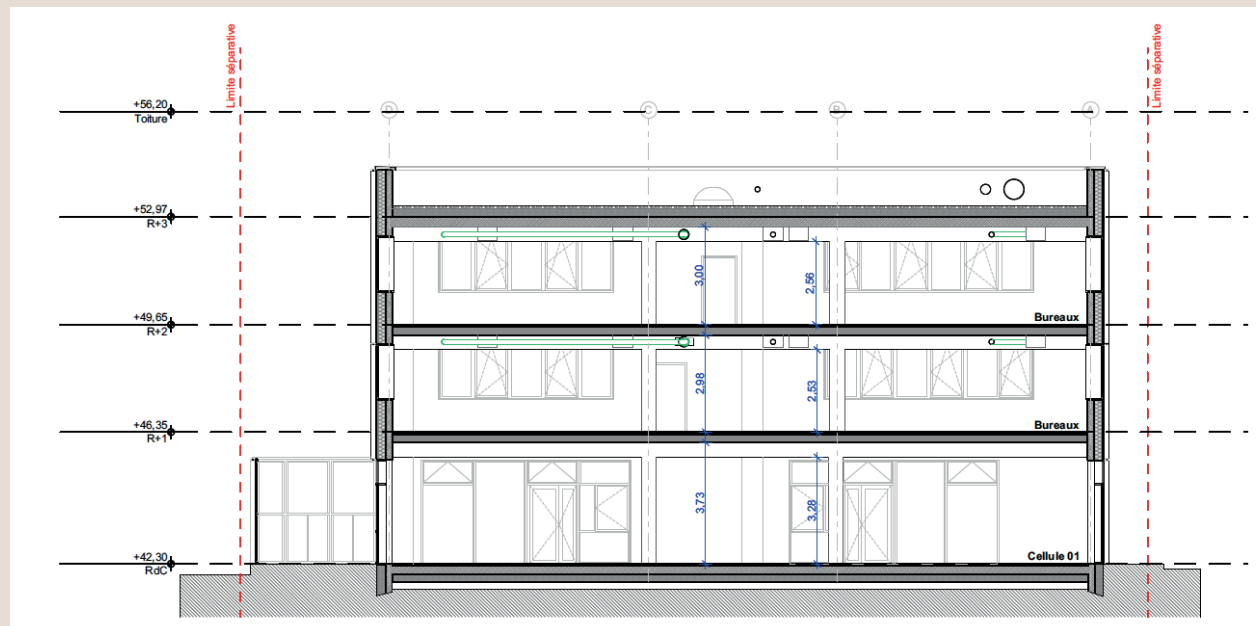 Limite séparative
Limite séparative
+56,20
Toiture
D
C
B
A
+52,97
R+3
3,00
2,56
+49,65
R+2
Bureaux
2,98
2,53
+46,35
R+1
Bureaux
3,73
3,28
+42,30
RdC
Cellule 01